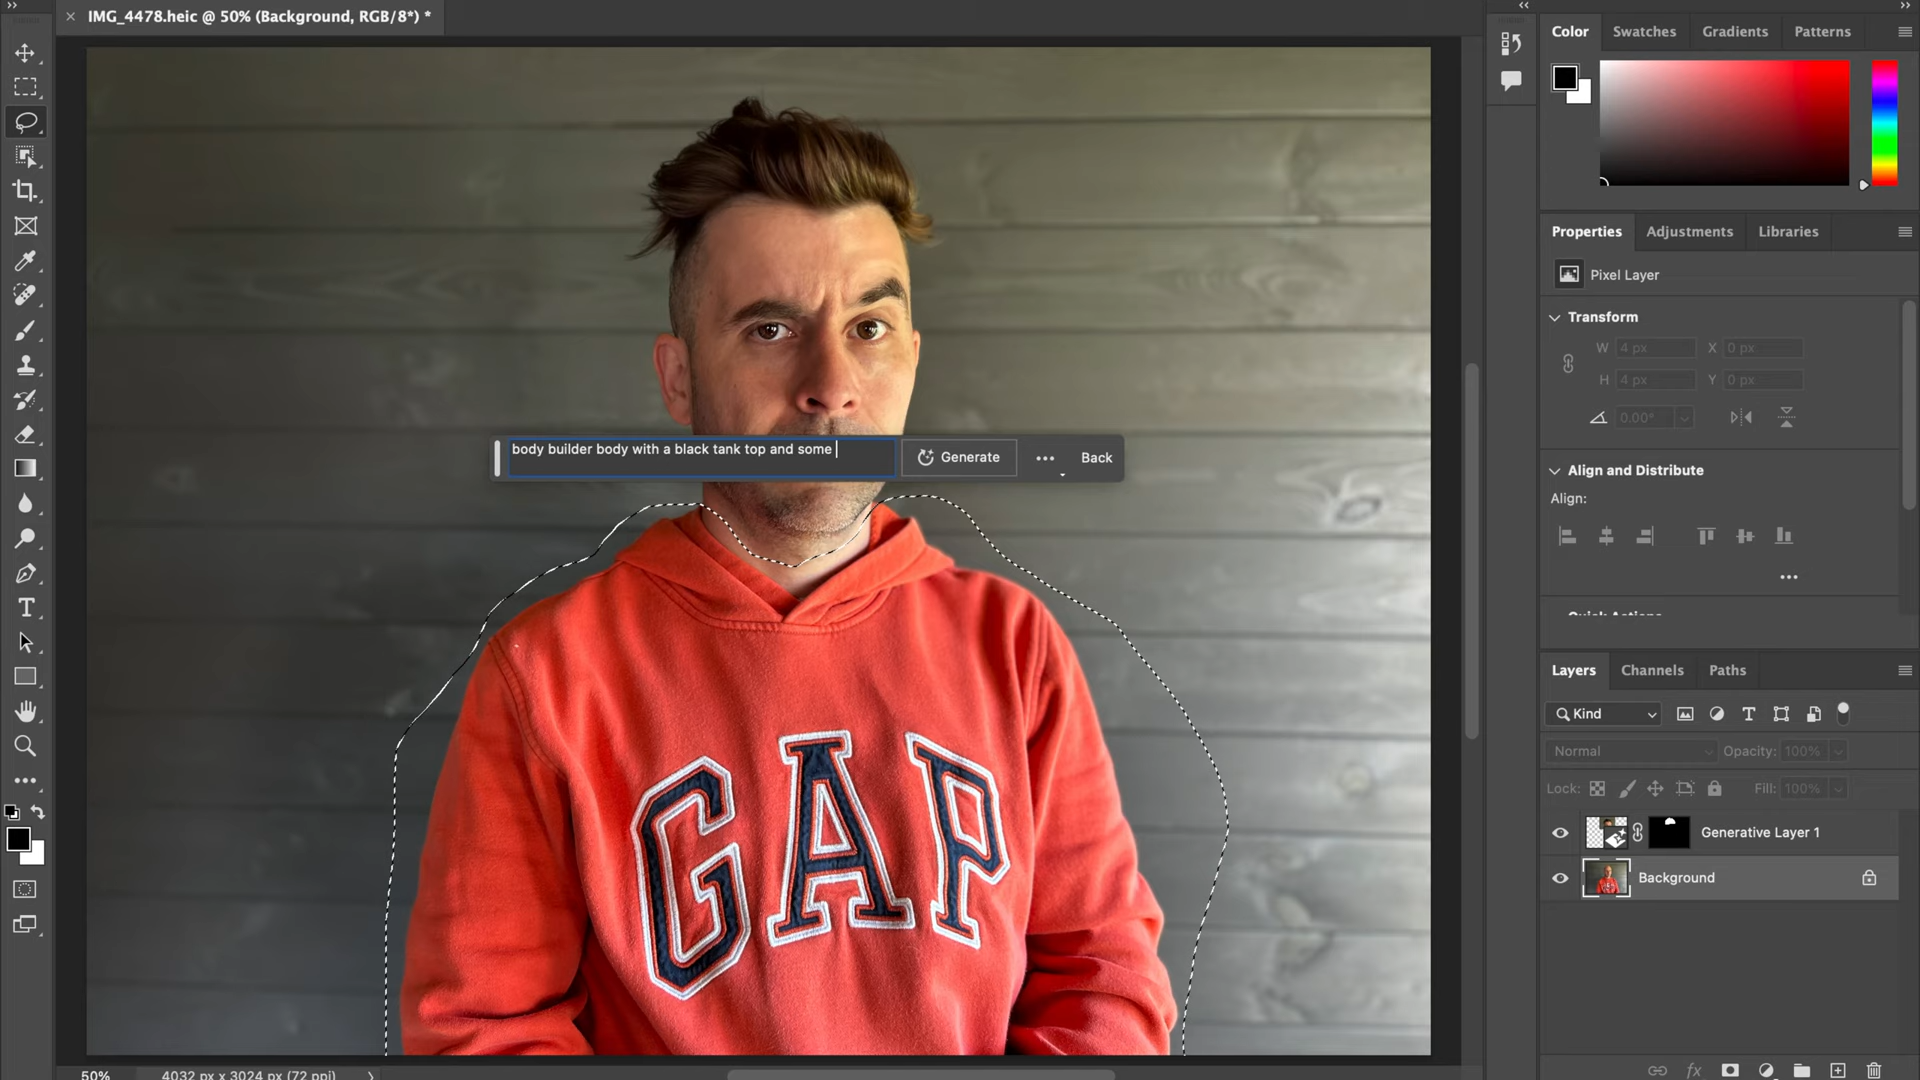 IMG_4478.heic @ 50% (Background, RGB/8*) *
Color Swatches Gradients Patterns
Properties Adjustments Libraries
Pixel Layer
Transform
W 4 px X 0 px
H 4 px Y 0 px
0.00°
Align and Distribute
Align:
body builder body with a black tank top and some
Generate
Back
GAP
Layers Channels Paths
Kind
Normal Opacity: 100%
Lock: Fill: 100%
Generative Layer 1
Background
50% 4032 px x 3024 px (72 ppi)